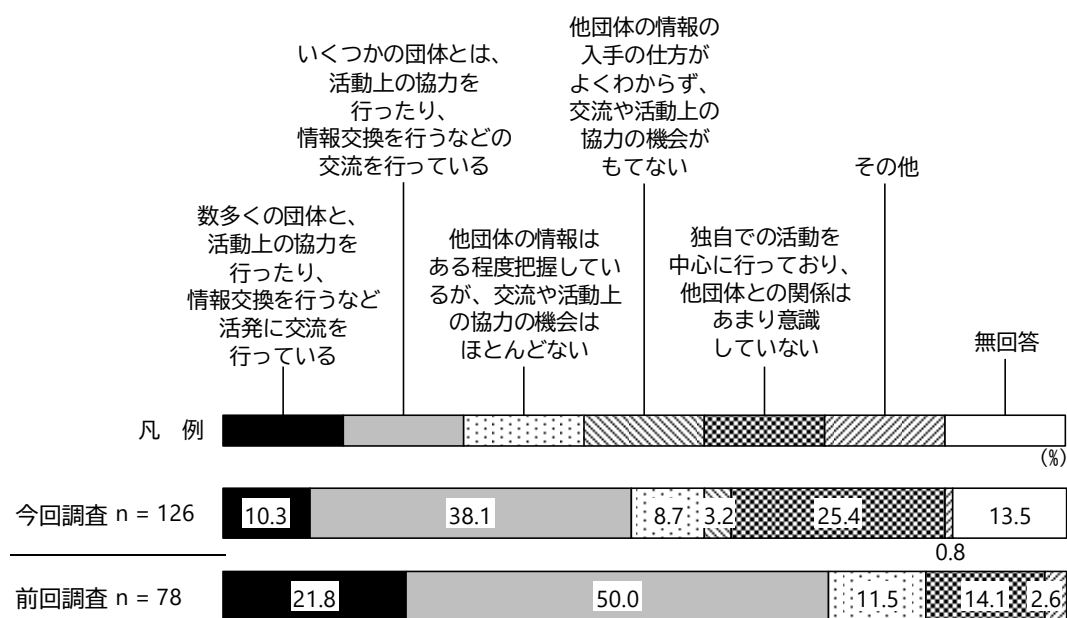 他団体の情報の
入手の仕方が
よくわからず、
交流や活動上の
協力の機会が
もてない
いくつかの団体とは、
活動上の協力を
行ったり、
情報交換を行うなどの
交流を行っている
その他
数多くの団体と、
活動上の協力を
行ったり、
情報交換を行うなど
活発に交流を
行っている
他団体の情報は
ある程度把握してい
るが、交流や活動上
の協力の機会は
ほとんどない
独自での活動を
中心に行っており、
他団体との関係は
あまり意識
していない
無回答
凡 例
(%)
今回調査 n = 126
10.3
38.1
8.7
3.2
25.4
13.5
0.8
前回調査 n = 78
21.8
50.0
11.5
14.1
2.6